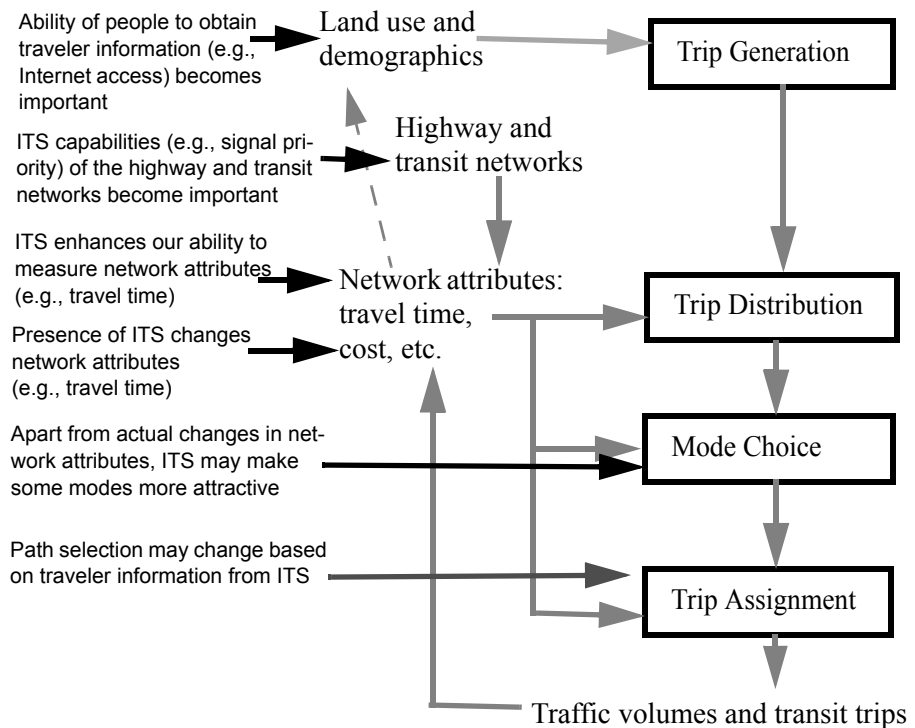 Ability of people to obtain
traveler information (e.g.,
Internet access) becomes
important
Land use and
demographics
Trip Generation
ITS capabilities (e.g., signal pri-
ority) of the highway and transit
networks become important
Highway and
transit networks
ITS enhances our ability to
measure network attributes
(e.g., travel time)
Network attributes:
travel time,
cost, etc.
Trip Distribution
Presence of ITS changes
network attributes
(e.g., travel time)
Apart from actual changes in net-
work attributes, ITS may make
some modes more attractive
Mode Choice
Path selection may change based
on traveler information from ITS
Trip Assignment
Traffic volumes and transit trips